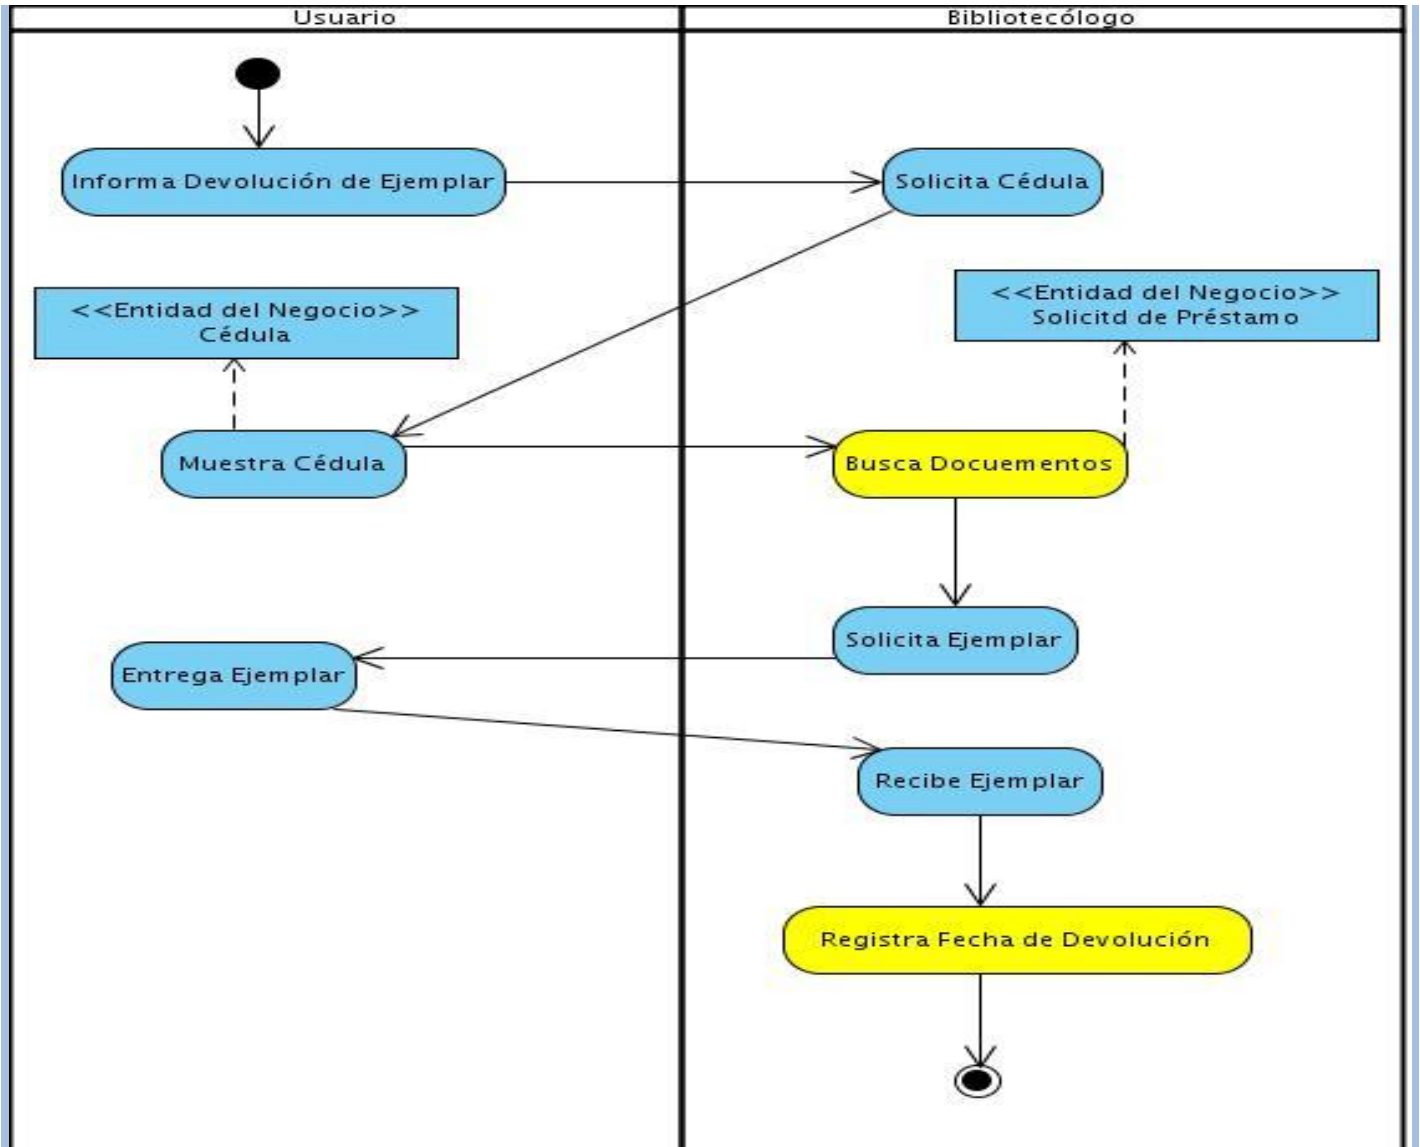 Usuario
Bibliotecólogo
Informa Devolución de Ejemplar
Solicita Cédula
<<Entidad del Negocio>>
Cédula
<<Entidad del Negocio>>
Solicitd de Préstamo
Muestra Cédula
Busca Docuementos
Solicita Ejemplar
Entrega Ejemplar
Recibe Ejemplar
Registra Fecha de Devolución